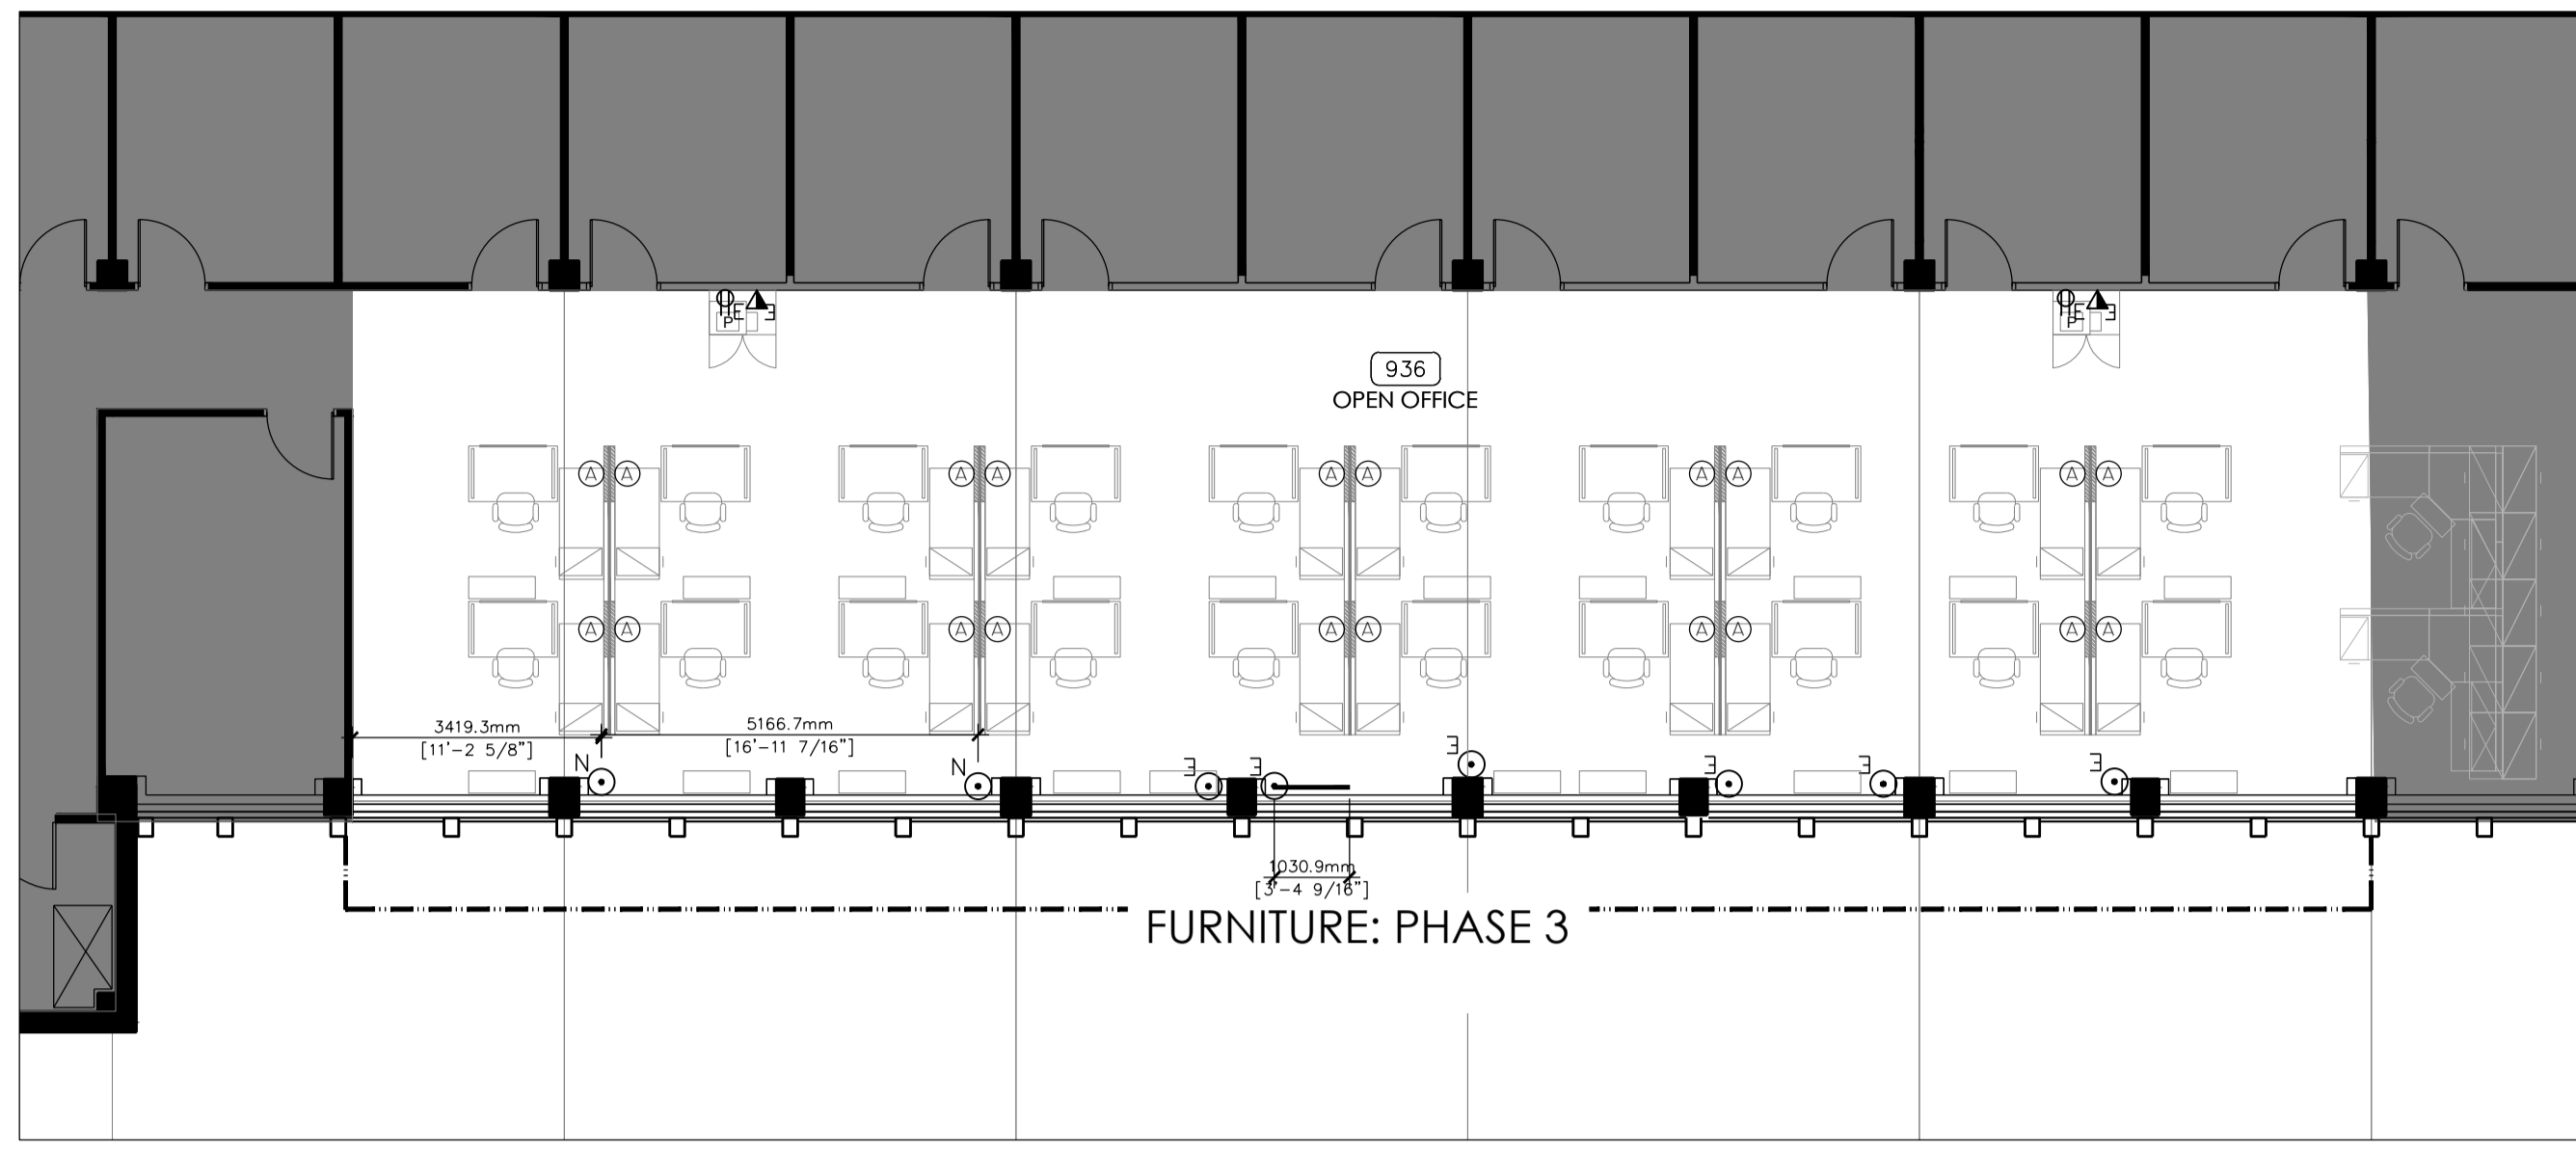 E
E
P
E
E
P
936
OPEN OFFICE
A A A A A A A A A A
A A A A A A A A A A
3419.3mm
[11'-2 5/8"]
5166.7mm
[16'-11 7/16"]
N
N
E
E
E
E
E
E
1030.9mm
[3'-4 9/16"]
FURNITURE: PHASE 3